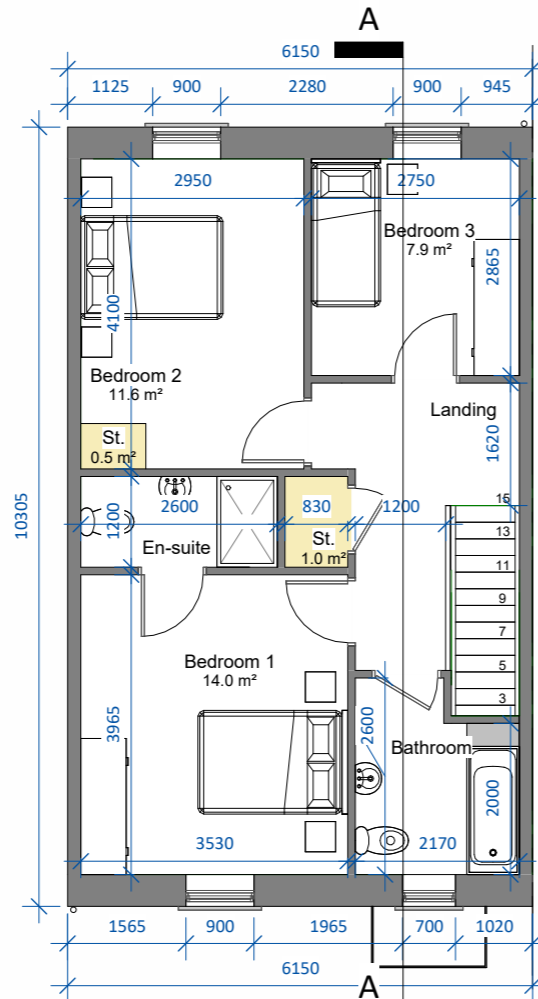 A
6150
1125 900 2280 900 945
2950 2750
Bedroom 3
7.9 m²
2865
4100
Bedroom 2
11.6 m²
Landing
St.
0.5 m²
1620
10305
2600 830 1200
15
1200
En-suite
St.
1.0 m²
13
11
9
7
5
3
Bedroom 1
14.0 m²
3965
2600
Bathroom
2000
3530 2170
1565 900 1965 700 1020
6150
A